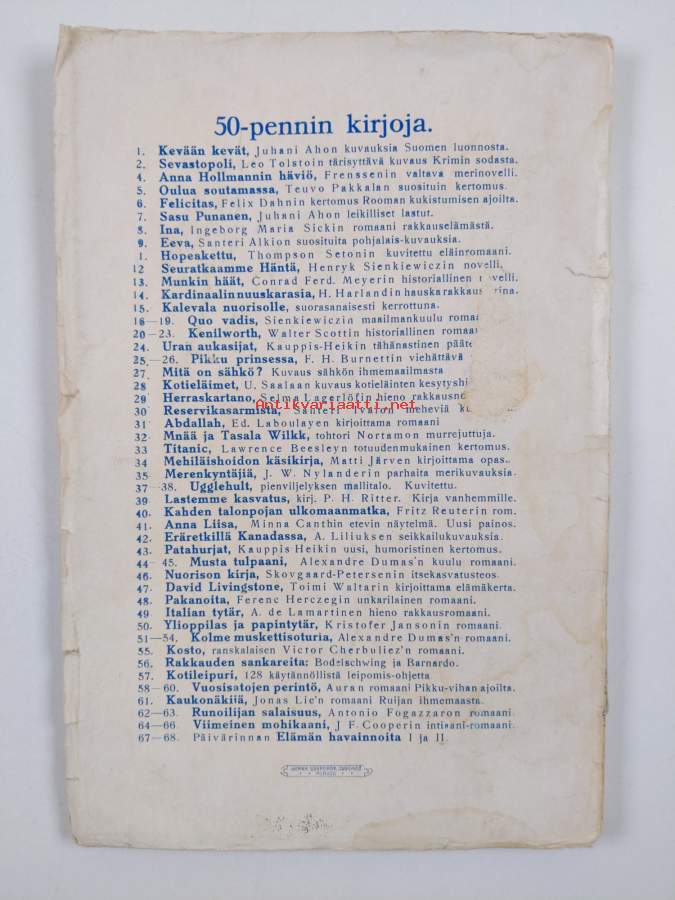 50-pennin kirjoja.
1. Kevään kevät, Juhani Ahon kuvauksia Suomen luonnosta.
2. Sevastopoli, Leo Tolstoin tärisyttävä kuvaus Krimin sodasta.
4. Anna Hollmannin häviö, Frenssenin valtava merinovelli.
5. Oulua soutamassa, Teuvo Pakkalan suosituin kertomus.
6. Felicitas, Felix Dahnin kertomus Rooman kukistumisen ajoilta.
7. Sasu Punanen, Juhani Ahon leikilliset lastut.
8. Ina, Ingeborg Maria Sickin romaani rakkauselämästä.
9. Eeva, Santeri Alkion suosituita pohjalais-kuvauksia.
1. Hopeakettu, Thompson Setonin kuvitettu eläinromaani.
12 Seuratkaamme Häntä, Henryk Sienkiewiczin novelli,
13. Munkin häät, Conrad Ferd. Meyerin historiallinen
14. Kardinaalin nuuskarasia, H. Harlandin hauska rakkaus
15. Kalevala nuorisolle, suorasanaisesti kerrottuna.
18—19. Quo vadis, Sienkiewiczin maailmankuulu
20—23. Kenilworth, Walter Scottin historiallinen
24. Uran aukasijat, Kauppis-Heikin tähänastinen
25—26. Pikku prinsessa, F. H. Burnettin viehättävä
27. Mitä on sähkö? Kuvaus sähkön ihmemaailmasta
28 Kotieläimet, U. Saalaan kuvaus kotieläinten
29 Herraskartano, Selma Lagerlöfin hieno
30 Reservikasarmista, Santeri Ivalon meheviä
31 Abdallah, Ed. Laboulayen kirjoittama romaani
32. Mnää ja Tasala Wilkk, tohtori Nortamon murrejuttuja.
33 Titanic, Lawrence Beesleyn totuudenmukainen kertomus.
34 Mehiläishoidon käsikirja, Matti Järven kirjoittama opas..
35 Merenkyntäjiä, J. W. Nylanderin parhaita merikuvauksia.
37—38. Ugglehult, pienviljelyksen mallitalo. Kuvitettu.
39. Lastemme kasvatus, kirj. P. H. Ritter. Kirja vanhemmille.
40. Kahden talonpojan ulkomaanmatka, Fritz Reuterin rom.
41. Anna Liisa, Minna Canthin etevin näytelmä. Uusi painos.
42. Eräretkillä Kanadassa, A. Liliuksen seikkailukuvauksia.
43. Patahurjat, Kauppis Heikin uusi, humoristinen kertomus.
44—45. Musta tulpaani, Alexandre Dumas'n kuulu romaani.
46. Nuorison kirja, Skovgaard-Petersenin itsekasvatusteos.
47. David Livingstone, Toimi Waltarin kirjoittama elämäkerta.
48. Pakanoita, Ferenc Herczegin unkarilainen romaani.
49. Italian tytär, A. de Lamartinen hieno rakkausromaani.
50. Ylioppilas ja papintytär, Kristofer Jansonin romaani.
51—54. Kolme muskettisoturia, Alexandre Dumas'n romaani.
55. Kosto, ranskalaisen Victor Cherbuliez'n romaani.
56. Rakkauden sankareita: Bodelschwing ja Barnardo.
57. Kotileipuri, 128 käytännöllistä leipomis-ohjetta
58—60. Vuosisatojen perintö, Auran romaani Pikku-vihan ajoilta.
61. Kaukonäkijä, Jonas Lie'n romaani Ruijan ihmemaasta.
62—63. Runoilijan salaisuus, Antonio Fogazzaron romaani.
64—66 Viimeinen mohikaani, J F. Cooperin intiaani-romaani.
67—68. Päivärinnan Elämän havainnoita I ja II.
Antikvariaatti.net